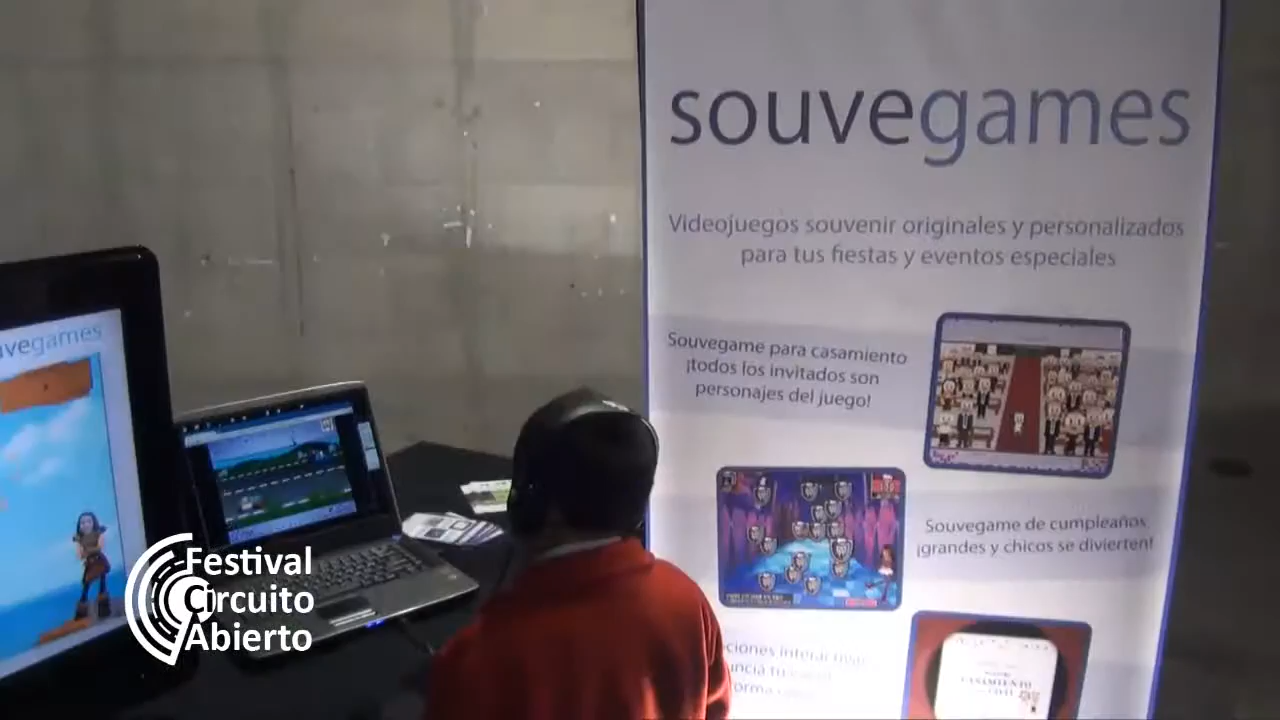 souvegames
Videojuegos souvenir originales y personalizados
para tus fiestas y eventos especiales
Souvegame para casamiento
¡todos los invitados son
personajes del juego!
Souvegame de cumpleaños
¡grandes y chicos se divierten!
CASAMIENTO
vegames
Festival
Circuito
Abierto